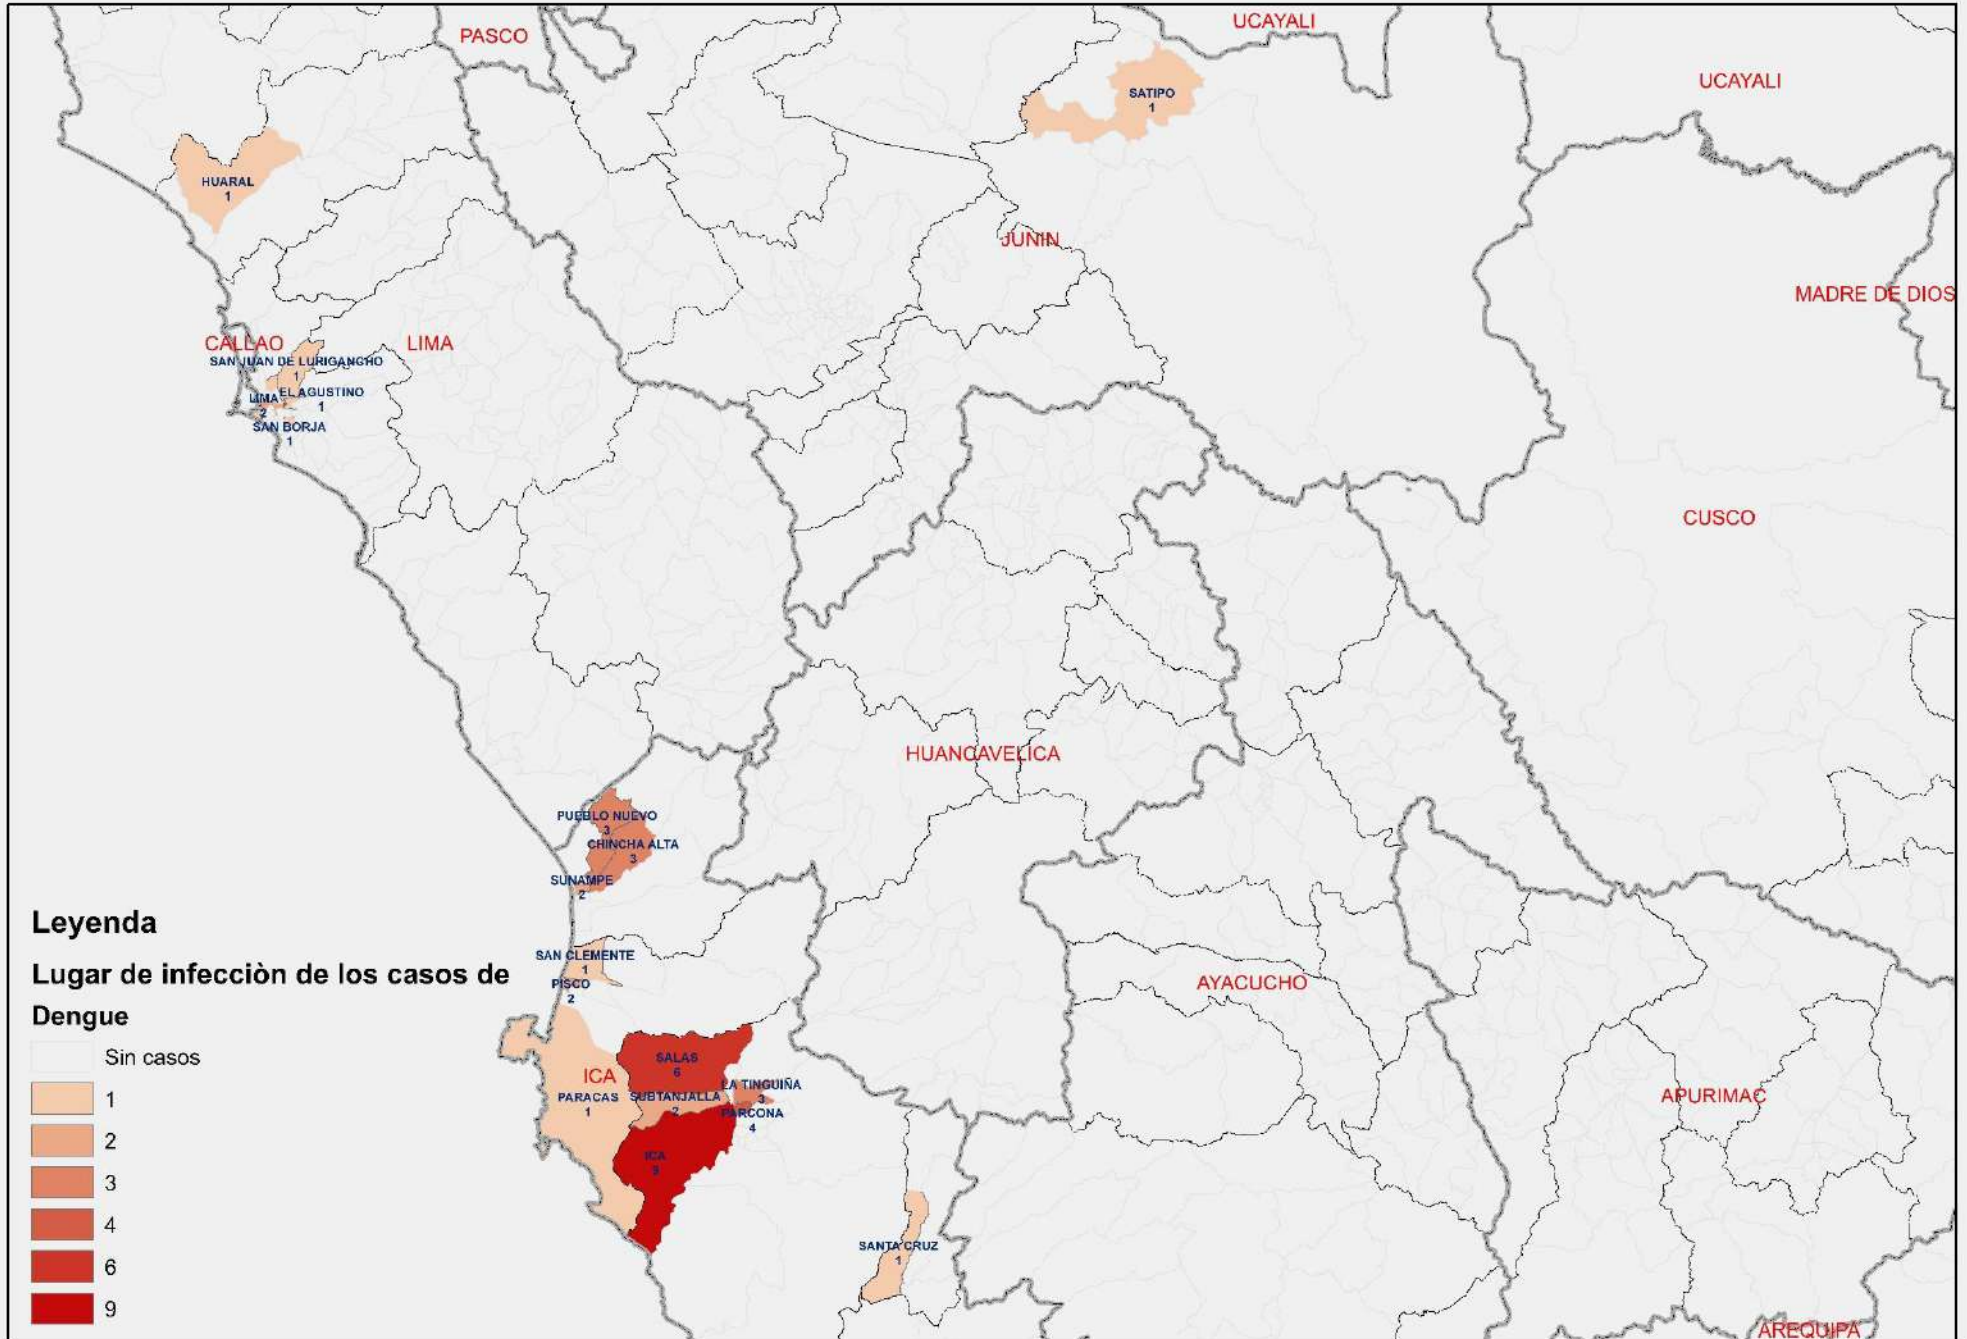 PASCO
UCAYALI
UCAYALI
SATIPO
1
HUARAL
1
JUNIN
MADRE DE DIOS
CALLAO
LIMA
SAN JUAN DE LURIGANCHO
1
EL AGUSTINO
1
LIMA
2
SAN BORJA
1
CUSCO
HUANCAVELICA
PUEBLO NUEVO
3
CHINCHA ALTA
3
SUNAMPE
2
SAN CLEMENTE
1
PISCO
2
AYACUCHO
SALAS
6
ICA
PARACAS
1
SUBTANJALLA
2
LA TINGUIÑA
3
PARCONA
4
APURIMAC
ICA
9
SANTA CRUZ
1
AREQUIPA
Leyenda
Lugar de infecciòn de los casos de
Dengue
Sin casos
1
2
3
4
6
9